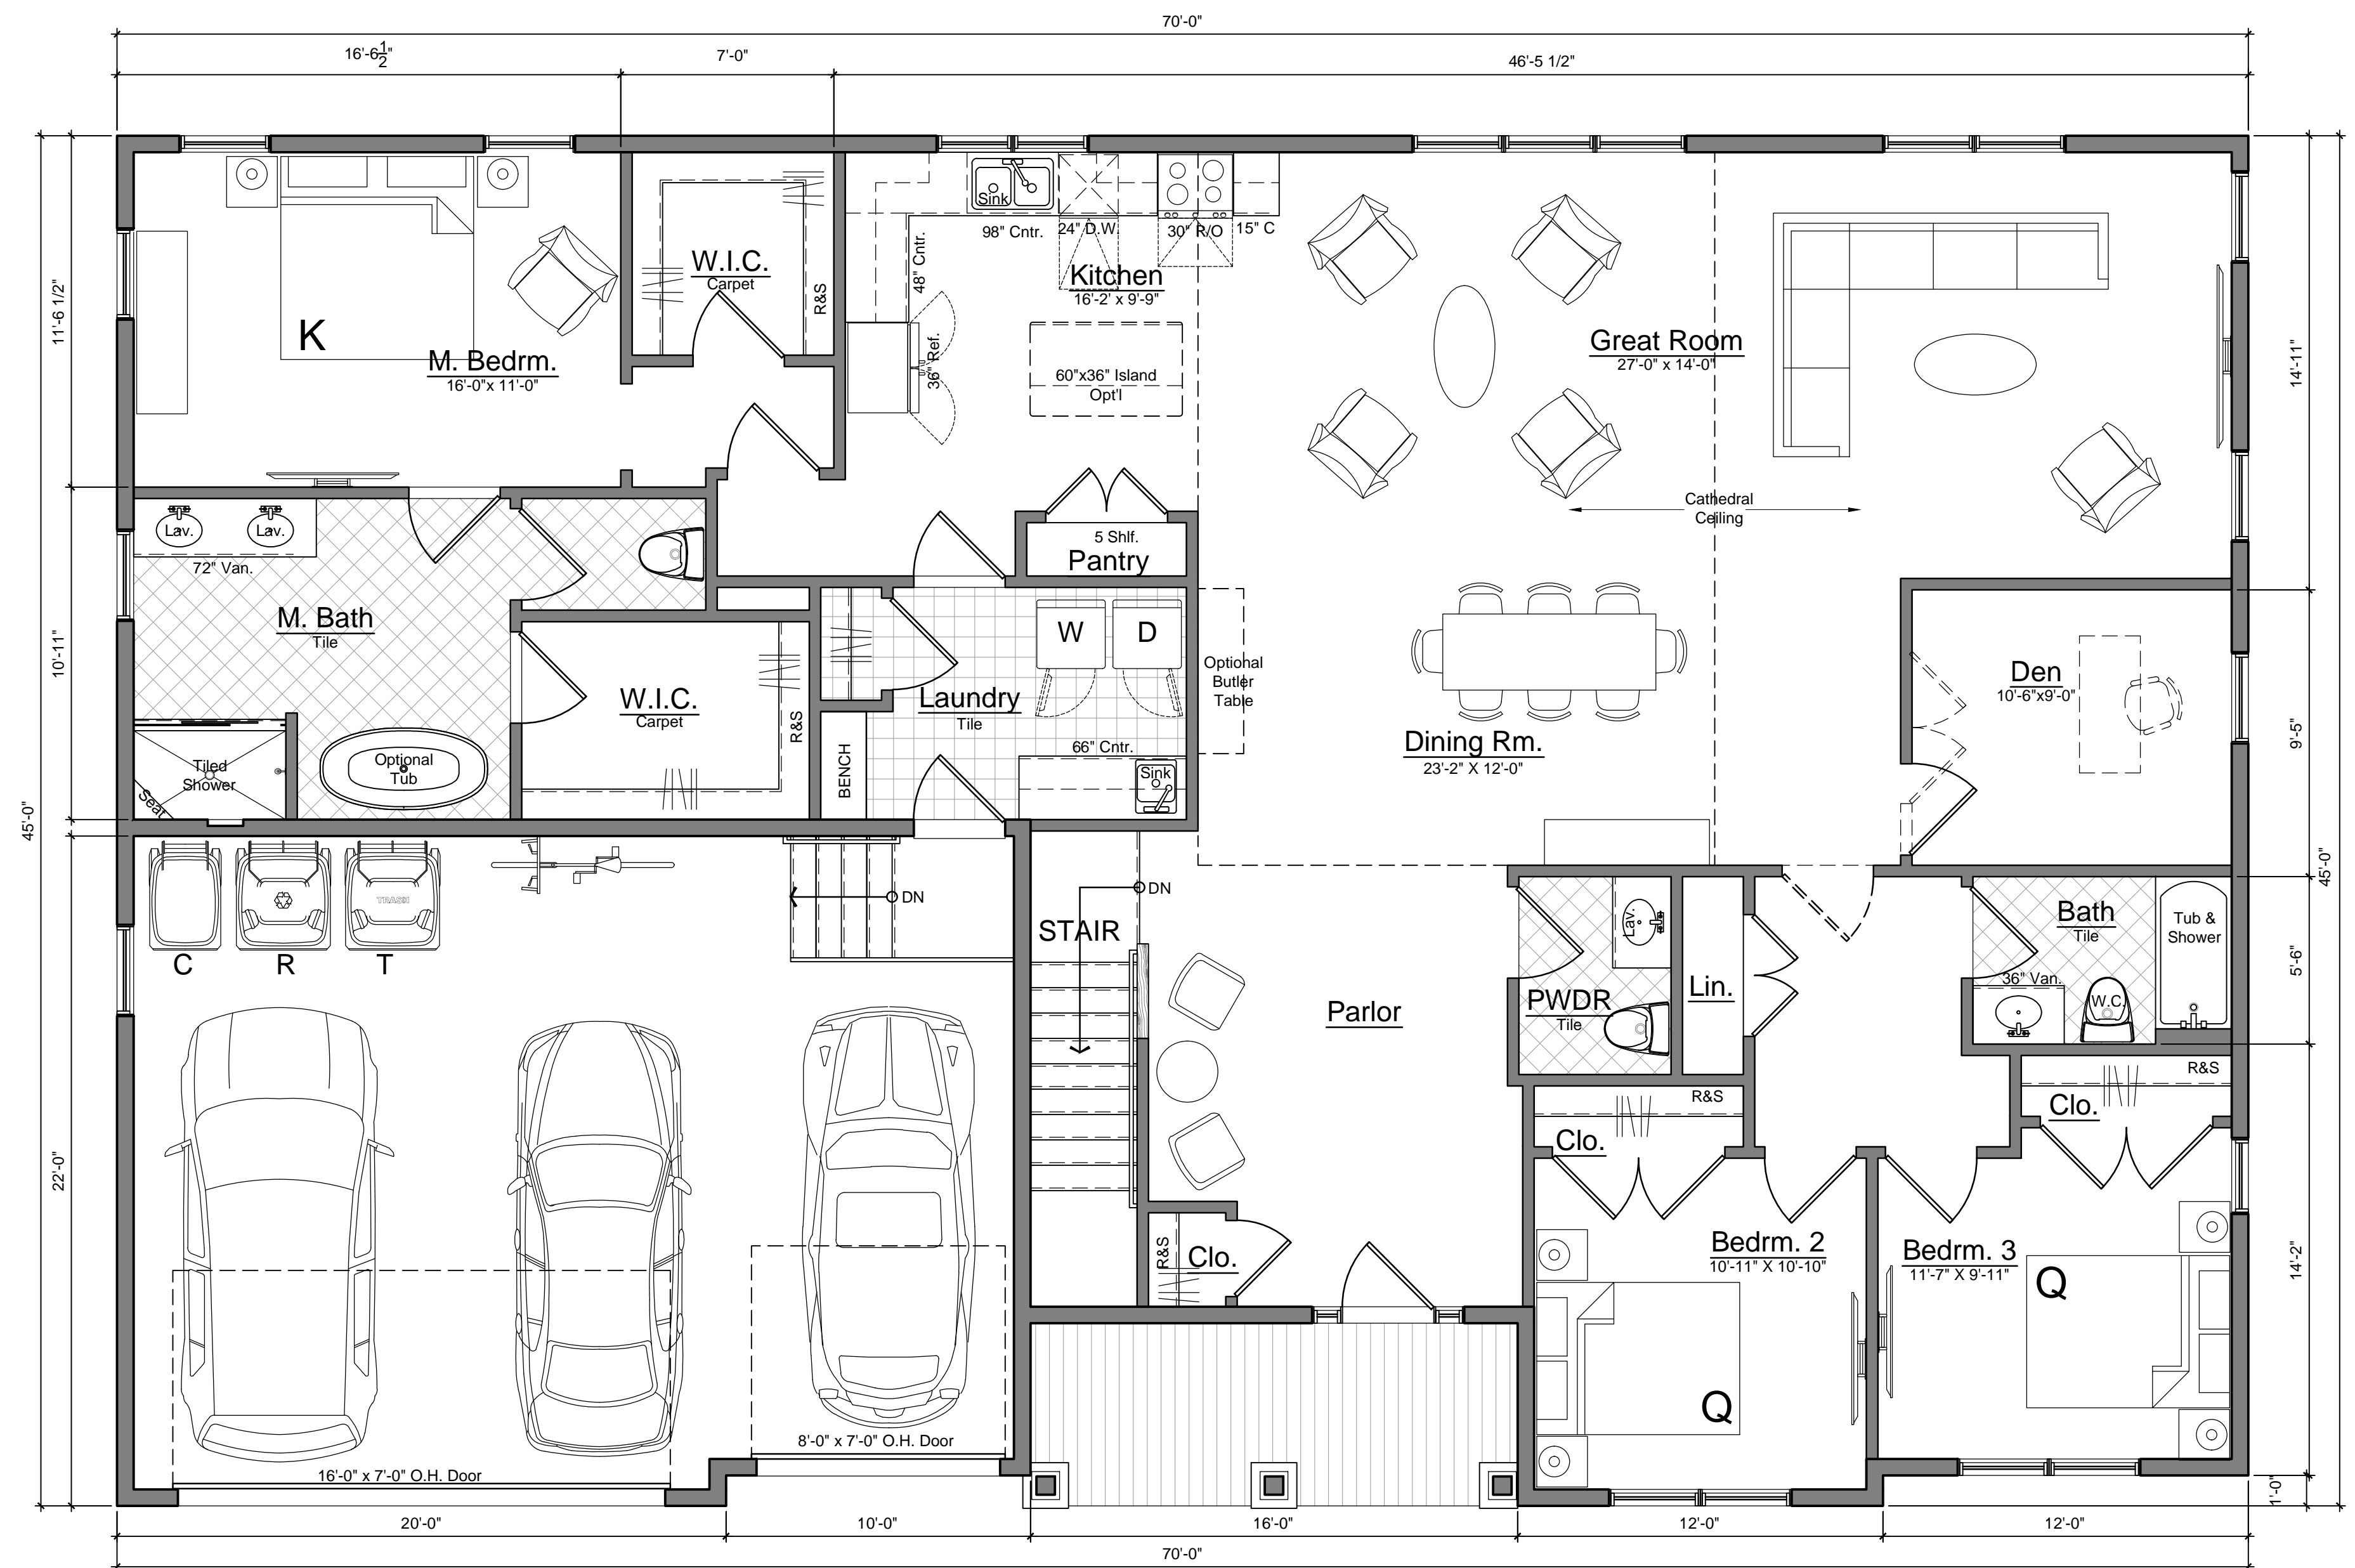 70'-0"
16'-6 1/2"
7'-0"
46'-5 1/2"
Sink
98" Cntr.
24" D.W.
30" R/O
15" C
48" Cntr.
36" Ref.
Kitchen
16'-2' x 9'-9"
60"x36" Island
Opt'l
W.I.C.
Carpet
R&S
K
M. Bedrm.
16'-0"x 11'-0"
11'-6 1/2"
Great Room
27'-0" x 14'-0"
Cathedral
Ceiling
14'-11"
Lav.
Lav.
72" Van.
M. Bath
Tile
10'-11"
5 Shlf.
Pantry
W
D
Laundry
Tile
66" Cntr.
Sink
BENCH
W.I.C.
Carpet
R&S
Optional
Butler
Table
Dining Rm.
23'-2" X 12'-0"
Den
10'-6"x9'-0"
9'-5"
Tiled
Shower
Seat
Optional
Tub
45'-0"
45'-0"
C
R
T
TRASH
DN
DN
STAIR
Parlor
PWDR
Tile
Lav.
Lin.
Bath
Tile
Tub &
Shower
36" Van.
W.C.
5'-6"
R&S
Clo.
R&S
Clo.
22'-0"
R&S
Clo.
Bedrm. 2
10'-11" X 10'-10"
Q
Bedrm. 3
11'-7" X 9'-11"
Q
14'-2"
8'-0" x 7'-0" O.H. Door
16'-0" x 7'-0" O.H. Door
1'-0"
20'-0"
10'-0"
16'-0"
12'-0"
12'-0"
70'-0"